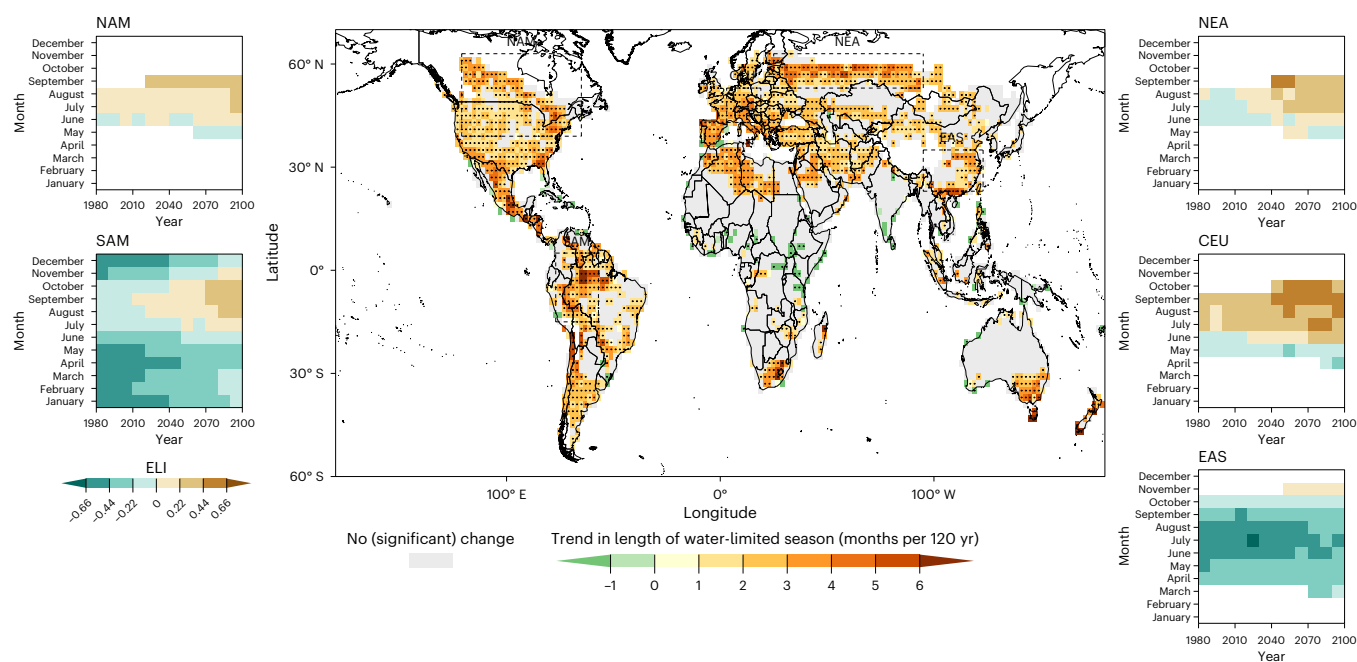 NAM
December
November
October
September
August
July
June
May
April
March
February
January
Month
1980 2010 2040 2070 2100
Year
SAM
December
November
October
September
August
July
June
May
April
March
February
January
Month
1980 2010 2040 2070 2100
Year
ELI
−0.66 −0.44 −0.22 0 0.22 0.44 0.66
60° N
30° N
0°
30° S
60° S
Latitude
NAM
NEA
EAS
SAM
100° E 0° 100° W
Longitude
No (significant) change
Trend in length of water-limited season (months per 120 yr)
−1 0 1 2 3 4 5 6
NEA
December
November
October
September
August
July
June
May
April
March
February
January
Month
1980 2010 2040 2070 2100
Year
CEU
December
November
October
September
August
July
June
May
April
March
February
January
Month
1980 2010 2040 2070 2100
Year
EAS
December
November
October
September
August
July
June
May
April
March
February
January
Month
1980 2010 2040 2070 2100
Year